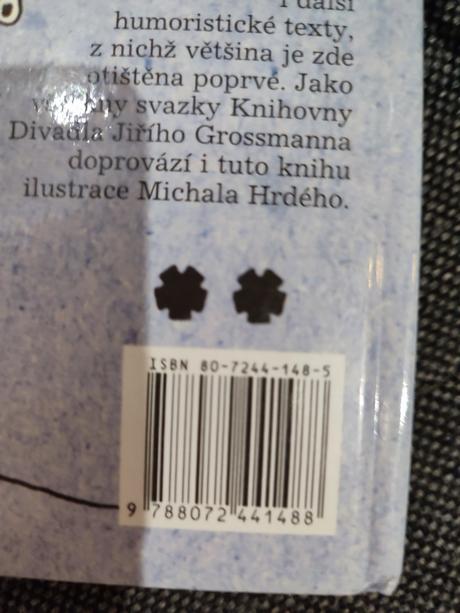 i další
humoristické texty,
z nichž většina je zde
otištěna poprvé. Jako
všechny svazky Knihovny
Divadla Jiřího Grossmanna
doprovází i tuto knihu
ilustrace Michala Hrdého.
ISBN 80-7244-148-5
9 788072 441488